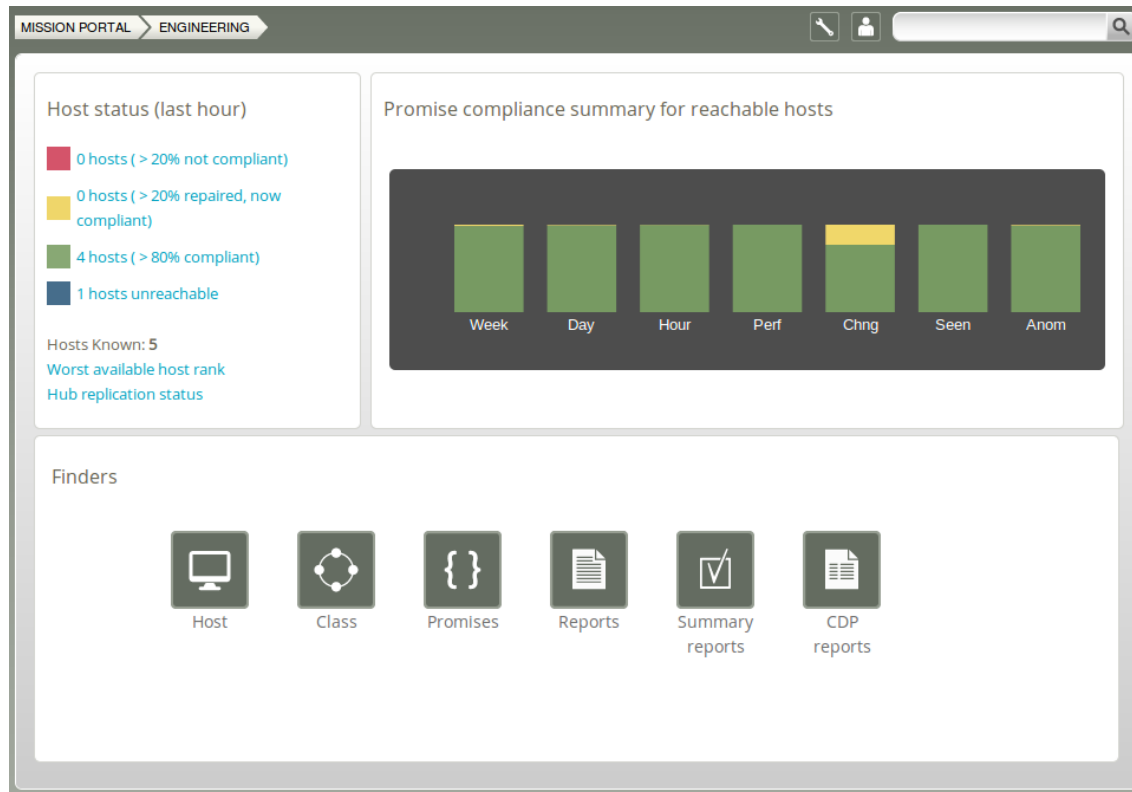 MISSION PORTAL ENGINEERING
Host status (last hour)
0 hosts ( > 20% not compliant)
0 hosts ( > 20% repaired, now
compliant)
4 hosts ( > 80% compliant)
1 hosts unreachable
Hosts Known: 5
Worst available host rank
Hub replication status
Promise compliance summary for reachable hosts
Week Day Hour Perf Chng Seen Anom
Finders
Host Class Promises Reports Summary CDP
reports reports